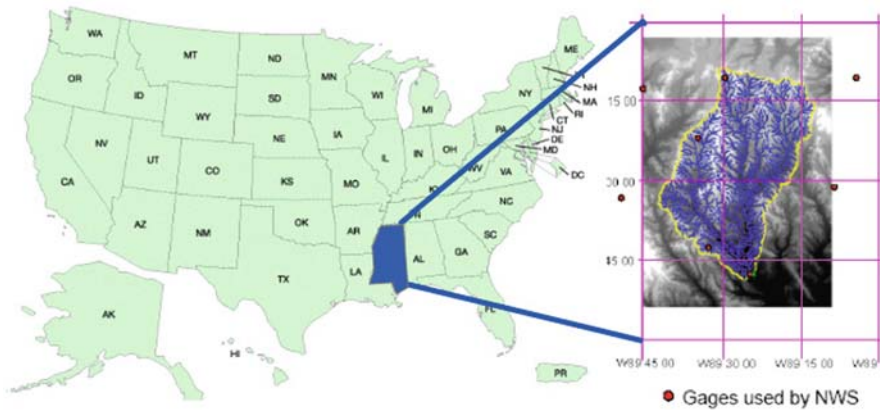 WA
MT
ND
ME
OR
MN
ID
SD
WI
NY
NH
MA
WY
MI
RI
CT
NV
NE
IA
PA
NJ
DE
MD
UT
IL
IN
OH
CO
WV
VA
DC
CA
KS
MO
NC
OK
AZ
NM
AR
SC
TX
LA
AL
GA
FL
AK
HI
PR
15 00
30 00
15 00
W89 45 00
W89 30 00
W89 15 00
W89
Gages used by NWS